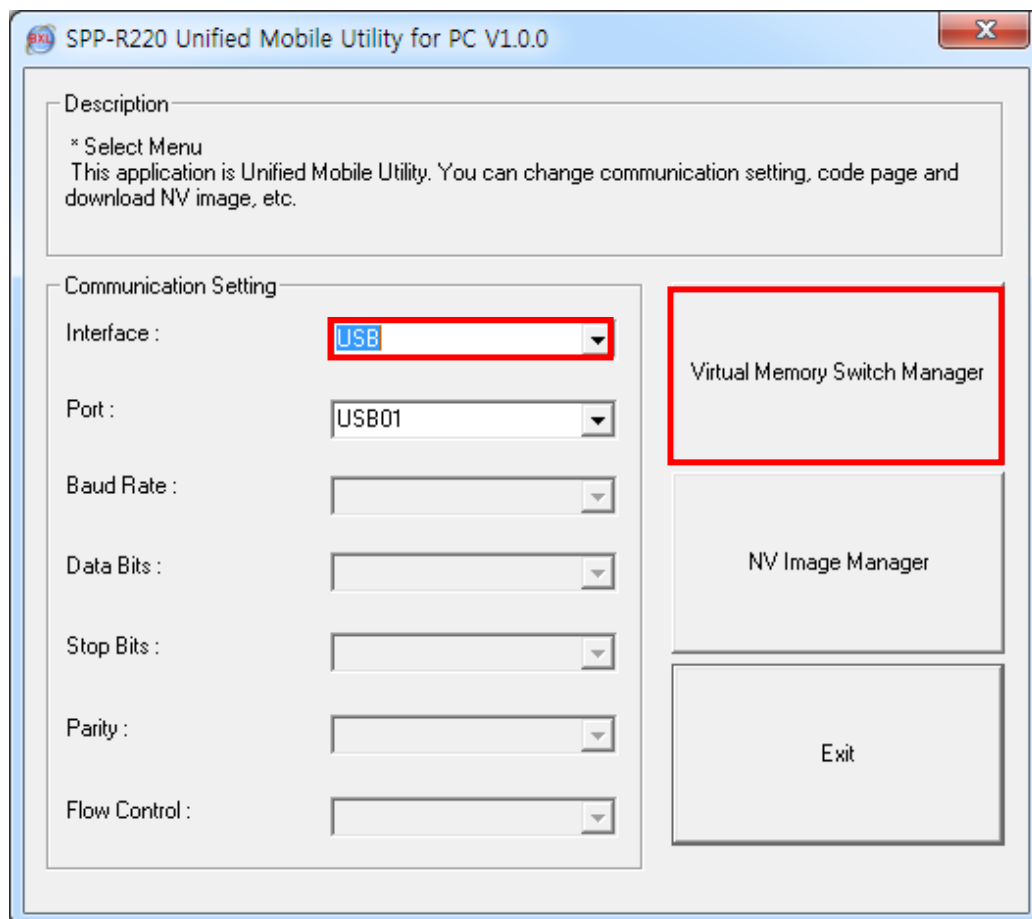 BXL
SPP-R220 Unified Mobile Utility for PC V1.0.0
Description
* Select Menu
This application is Unified Mobile Utility. You can change communication setting, code page and
download NV image, etc.
Communication Setting
Interface :
USB
Port :
USB01
Baud Rate :
Data Bits :
Stop Bits :
Parity :
Flow Control :
Virtual Memory Switch Manager
NV Image Manager
Exit